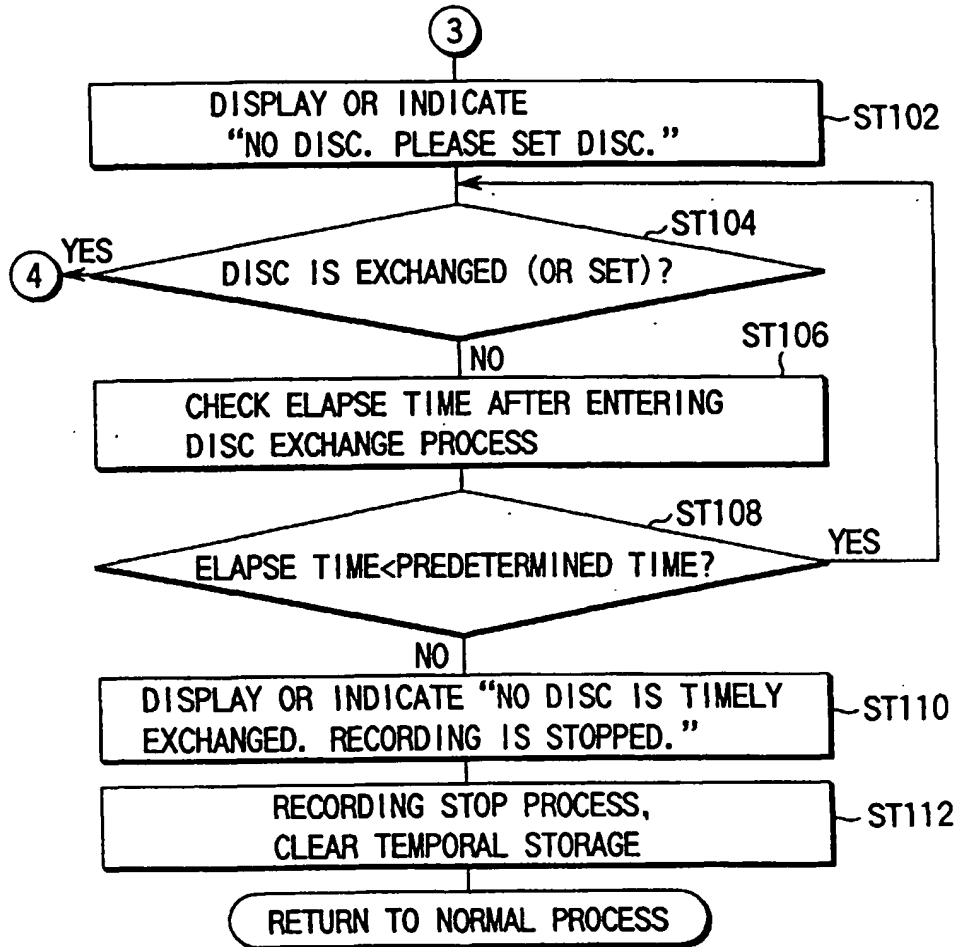 3
DISPLAY OR INDICATE
“NO DISC. PLEASE SET DISC.”
ST102
ST104
YES
4
DISC IS EXCHANGED (OR SET)?
ST106
NO
CHECK ELAPSE TIME AFTER ENTERING
DISC EXCHANGE PROCESS
ST108
YES
ELAPSE TIME<PREDETERMINED TIME?
NO
DISPLAY OR INDICATE “NO DISC IS TIMELY
EXCHANGED. RECORDING IS STOPPED.”
ST110
RECORDING STOP PROCESS,
CLEAR TEMPORAL STORAGE
ST112
RETURN TO NORMAL PROCESS